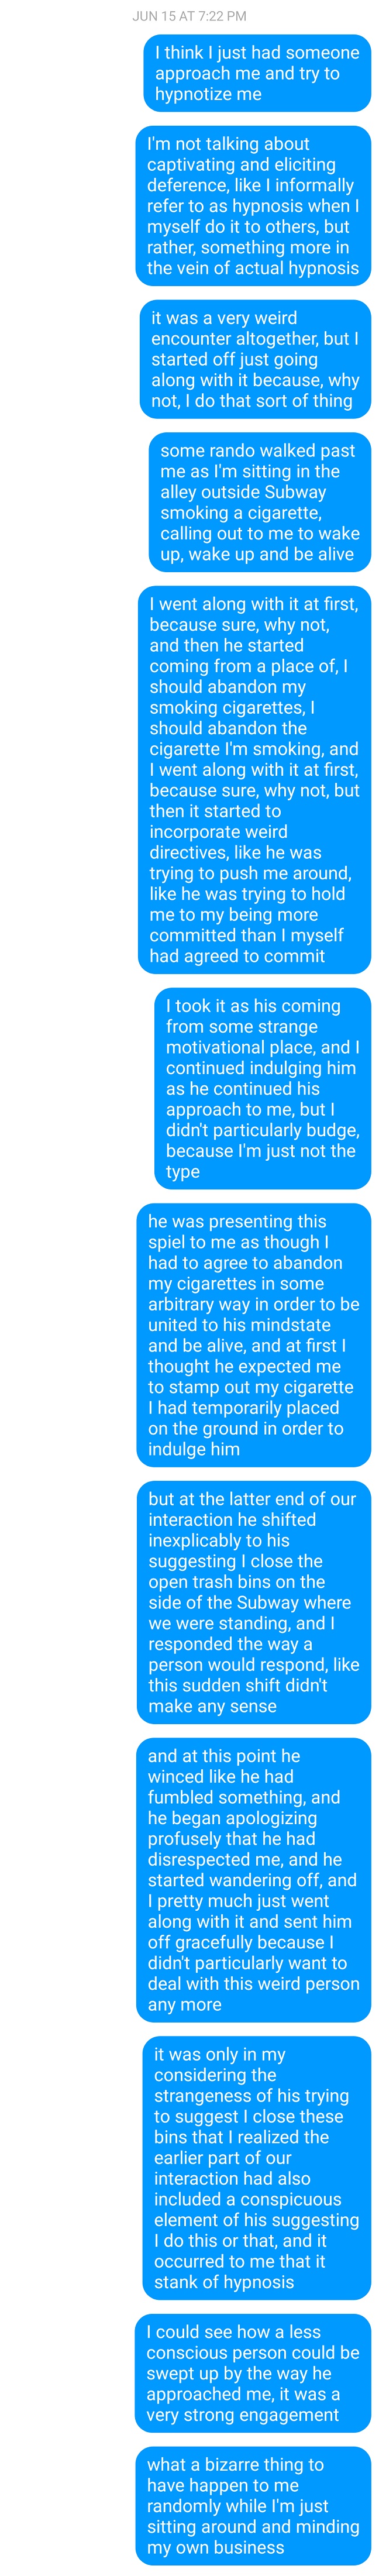 JUN 15 AT 7:22 PM
I think I just had someone
approach me and try to
hypnotize me
I'm not talking about
captivating and eliciting
deference, like I informally
refer to as hypnosis when I
myself do it to others, but
rather, something more in
the vein of actual hypnosis
it was a very weird
encounter altogether, but I
started off just going
along with it because, why
not, I do that sort of thing
some rando walked past
me as I'm sitting in the
alley outside Subway
smoking a cigarette,
calling out to me to wake
up, wake up and be alive
I went along with it at first,
because sure, why not,
and then he started
coming from a place of, I
should abandon my
smoking cigarettes, I
should abandon the
cigarette I'm smoking, and
I went along with it at first,
because sure, why not, but
then it started to
incorporate weird
directives, like he was
trying to push me around,
like he was trying to hold
me to my being more
committed than I myself
had agreed to commit
I took it as his coming
from some strange
motivational place, and I
continued indulging him
as he continued his
approach to me, but I
didn't particularly budge,
because I'm just not the
type
he was presenting this
spiel to me as though I
had to agree to abandon
my cigarettes in some
arbitrary way in order to be
united to his mindstate
and be alive, and at first I
thought he expected me
to stamp out my cigarette
I had temporarily placed
on the ground in order to
indulge him
but at the latter end of our
interaction he shifted
inexplicably to his
suggesting I close the
open trash bins on the
side of the Subway where
we were standing, and I
responded the way a
person would respond, like
this sudden shift didn't
make any sense
and at this point he
winced like he had
fumbled something, and
he began apologizing
profusely that he had
disrespected me, and he
started wandering off, and
I pretty much just went
along with it and sent him
off gracefully because I
didn't particularly want to
deal with this weird person
any more
it was only in my
considering the
strangeness of his trying
to suggest I close these
bins that I realized the
earlier part of our
interaction had also
included a conspicuous
element of his suggesting
I do this or that, and it
occurred to me that it
stank of hypnosis
I could see how a less
conscious person could be
swept up by the way he
approached me, it was a
very strong engagement
what a bizarre thing to
have happen to me
randomly while I'm just
sitting around and minding
my own business